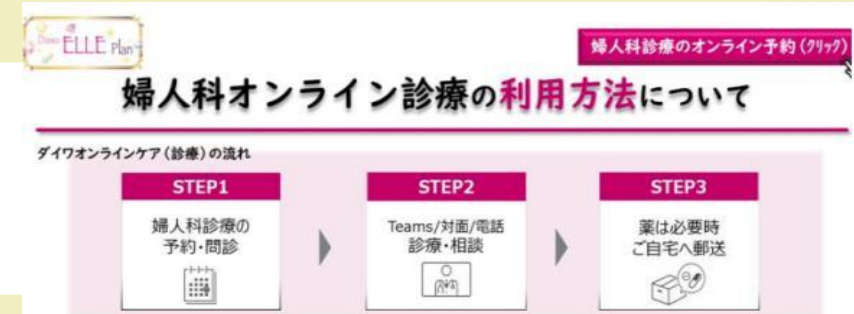 Daiwa ELLE Plan
婦人科診療のオンライン予約(クリック)
婦人科オンライン診療の利用方法について
ダイワオンラインケア(診療)の流れ
STEP1
婦人科診療の
予約・問診
STEP2
Teams/対面/電話
診療・相談
STEP3
薬は必要時
ご自宅へ郵送